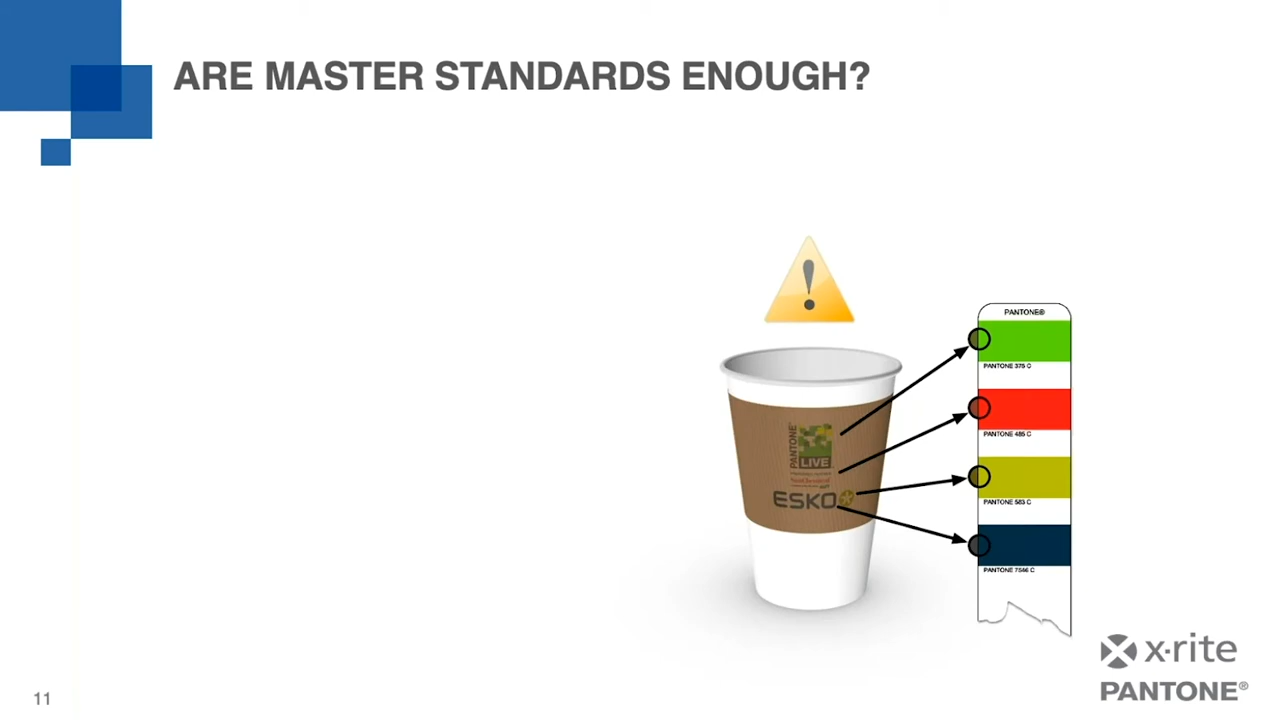 ARE MASTER STANDARDS ENOUGH?
PANTONE®
PANTONE 375 C
PANTONE 485 C
PANTONE 583 C
PANTONE 7546 C
PANTONE
LIVE
SunChemical
ESKO
x·rite
PANTONE®
11